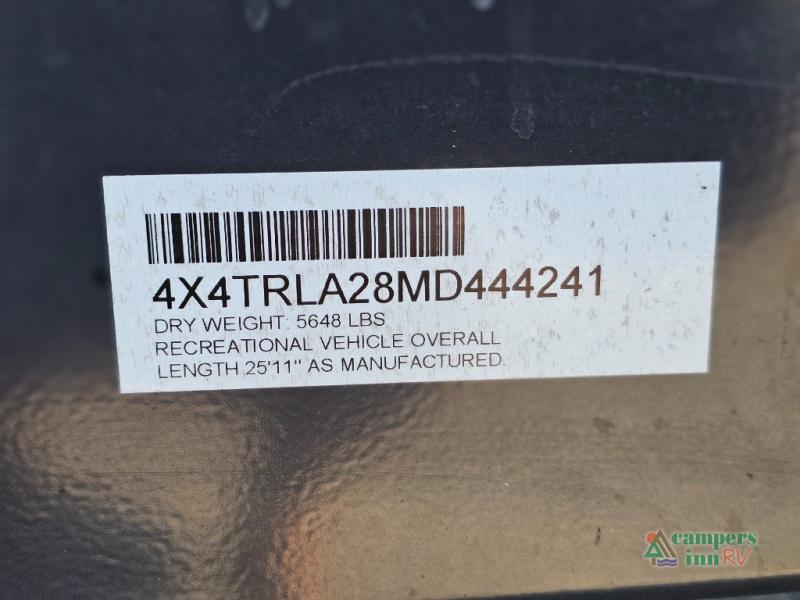 4X4TRLA28MD444241
DRY WEIGHT: 5648 LBS
RECREATIONAL VEHICLE OVERALL
LENGTH 25'11" AS MANUFACTURED.
campers
inn RV